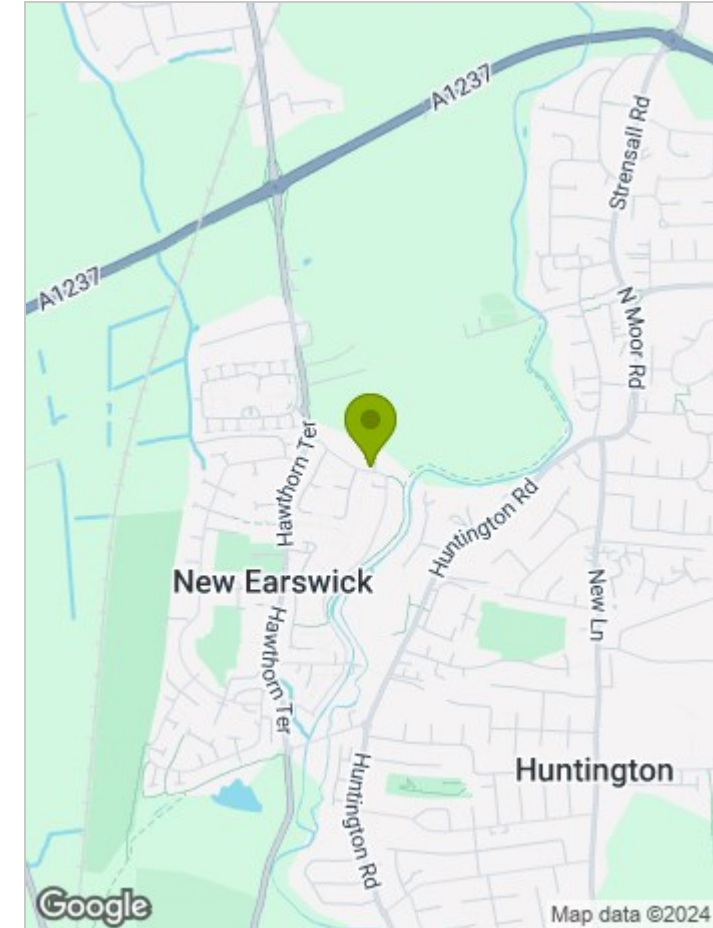 A1237
Strensall Rd
A1237
N Moor Rd
Hawthorn Ter
Huntington Rd
New Earswick
New Ln
Hawthorn Ter
Huntington
Huntington Rd
Google
Map data ©2024